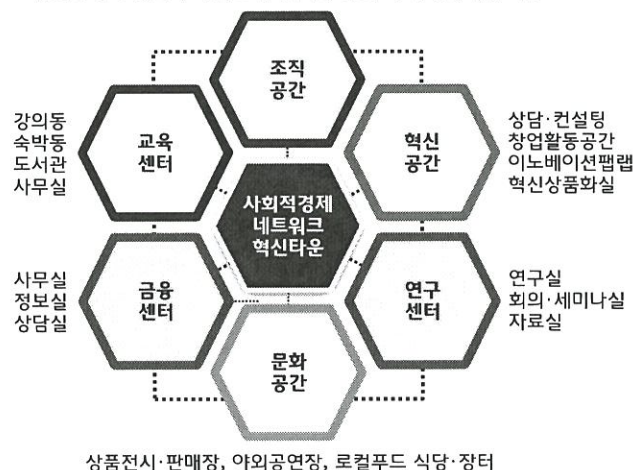 조직
공간
강의동
숙박동
도서관
사무실
교육
센터
혁신
공간
상담·컨설팅
창업활동공간
이노베이션팹랩
혁신상품화실
사회적경제
네트워크
혁신타운
사무실
정보실
상담실
금융
센터
연구
센터
연구실
회의·세미나실
자료실
문화
공간
상품전시·판매장, 야외공연장, 로컬푸드 식당·장터